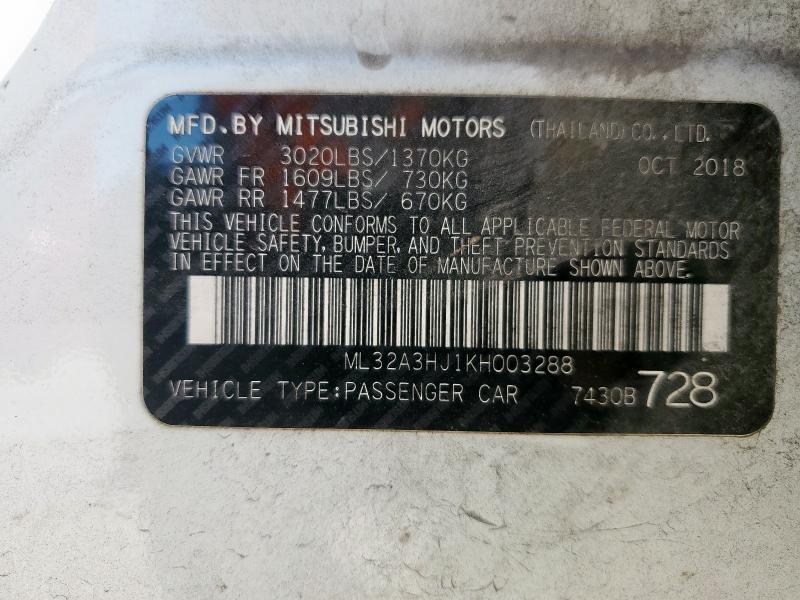 MFD. BY MITSUBISHI MOTORS (THAILAND) CO., LTD.
GVWR 3020LBS/1370KG OCT 2018
GAWR FR 1609LBS/ 730KG
GAWR RR 1477LBS/ 670KG
THIS VEHICLE CONFORMS TO ALL APPLICABLE FEDERAL MOTOR
VEHICLE SAFETY, BUMPER, AND THEFT PREVENTION STANDARDS
IN EFFECT ON THE DATE OF MANUFACTURE SHOWN ABOVE.
ML32A3HJ1KH003288
VEHICLE TYPE:PASSENGER CAR 7430B 728